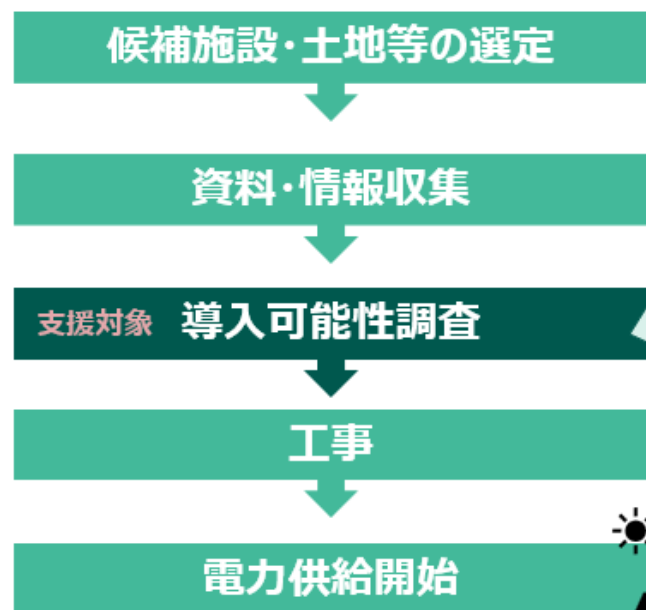 候補施設・土地等の選定
資料・情報収集
支援対象 導入可能性調査
工事
電力供給開始